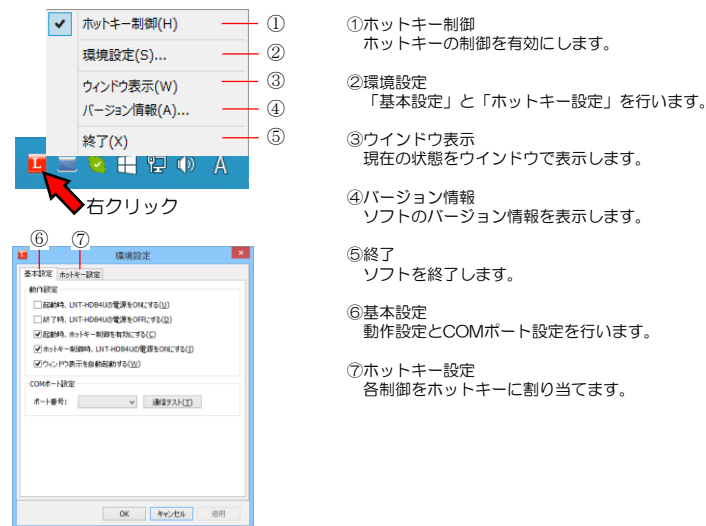 ホットキー制御(H)
環境設定(S)...
ウィンドウ表示(W)
バージョン情報(A)...
終了(X)
①
②
③
④
⑤
L
A
右クリック
⑥ ⑦
L 環境設定 ×
基本設定 ホットキー設定
動作設定
起動時、LNT-HD84Uの電源をONにする(U)
終了時、LNT-HD84Uの電源をOFFにする(D)
起動時、ホットキー制御を有効にする(C)
ホットキー制御時、LNT-HD84Uの電源をONにする(I)
ウィンドウ表示を自動起動する(W)
COMポート設定
ポート番号: 通信テスト(T)
OK キャンセル 適用
①ホットキー制御
ホットキーの制御を有効にします。
②環境設定
「基本設定」と「ホットキー設定」を行います。
③ウインドウ表示
現在の状態をウインドウで表示します。
④バージョン情報
ソフトのバージョン情報を表示します。
⑤終了
ソフトを終了します。
⑥基本設定
動作設定とCOMポート設定を行います。
⑦ホットキー設定
各制御をホットキーに割り当てます。